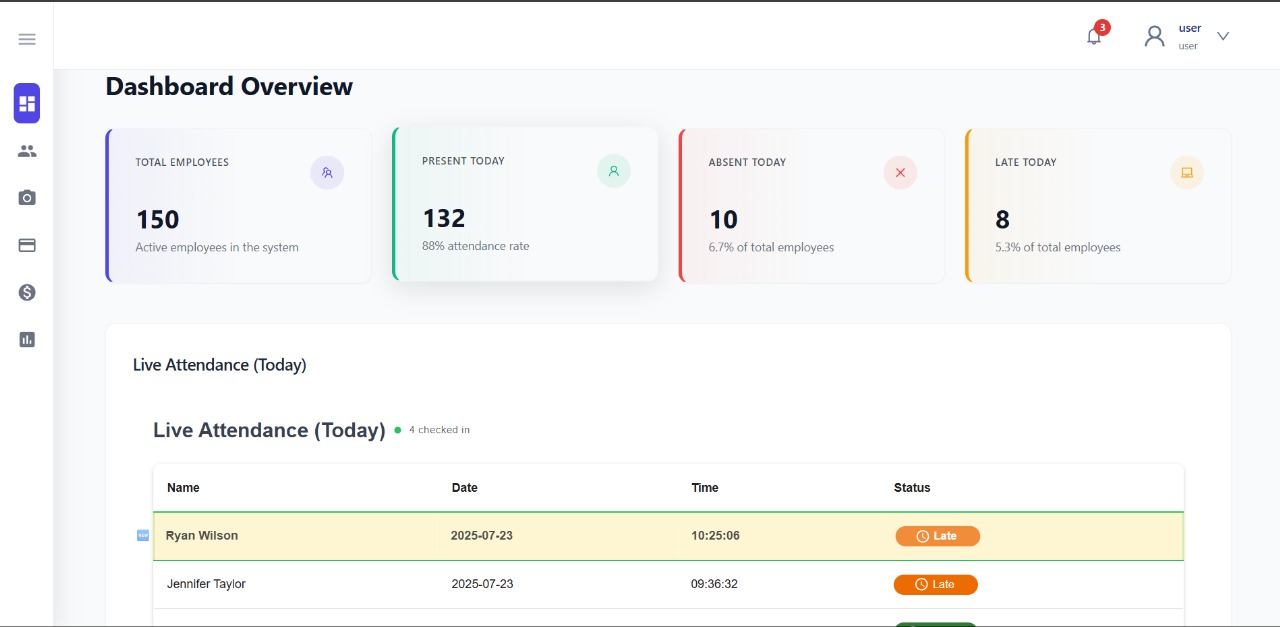 3
user
user
Dashboard Overview
TOTAL EMPLOYEES
150
Active employees in the system
PRESENT TODAY
132
88% attendance rate
ABSENT TODAY
10
6.7% of total employees
LATE TODAY
8
5.3% of total employees
Live Attendance (Today)
Live Attendance (Today) 4 checked in
Name Date Time Status
Ryan Wilson 2025-07-23 10:25:06 Late
Jennifer Taylor 2025-07-23 09:36:32 Late